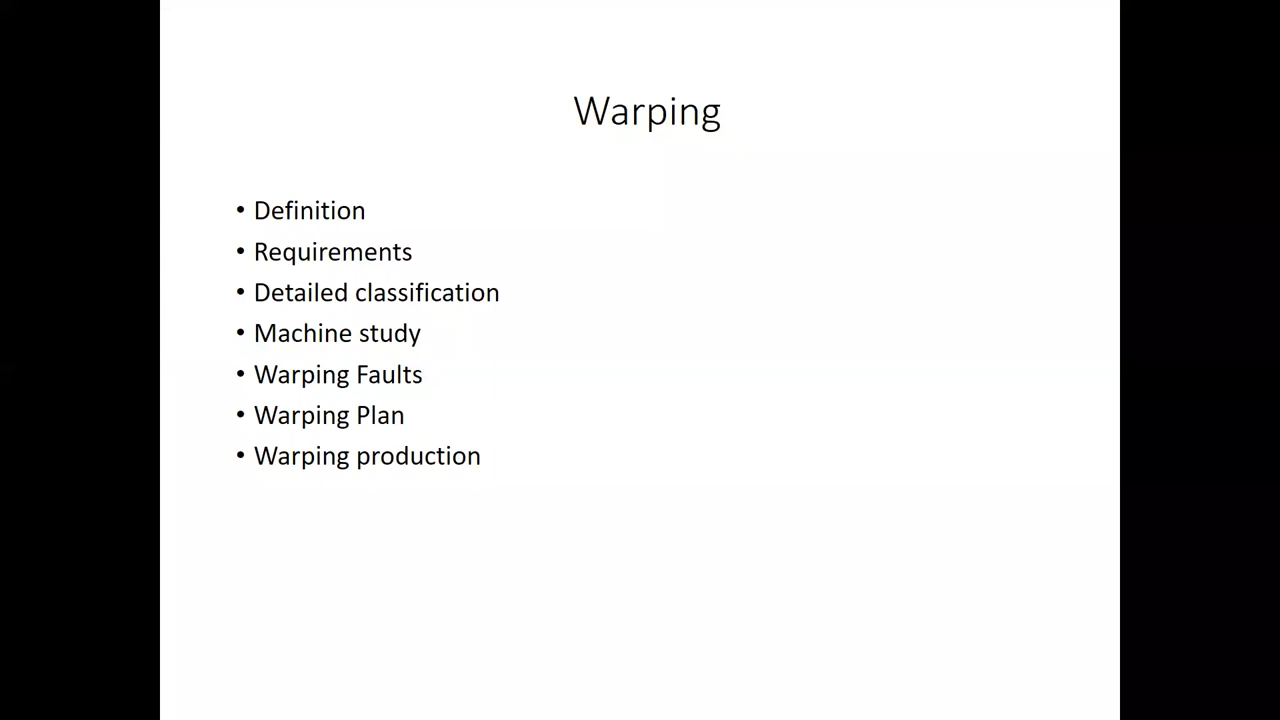 Warping
• Definition
• Requirements
• Detailed classification
• Machine study
• Warping Faults
• Warping Plan
• Warping production